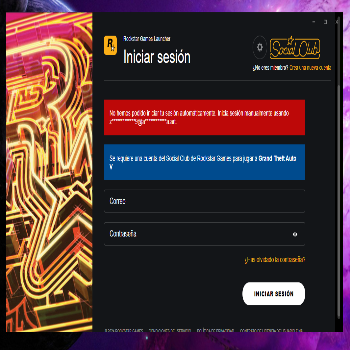 Rockstar Games Launcher
Iniciar sesión
Social Club
¿No eres miembro? Crea una nueva cuenta
No hemos podido iniciar tu sesión automáticamente. Inicia sesión manualmente usando
Se requiere una cuenta del Social Club de Rockstar Games para jugar a Grand Theft Auto
V
Correo
Contraseña
¿Has olvidado la contraseña?
INICIAR SESIÓN